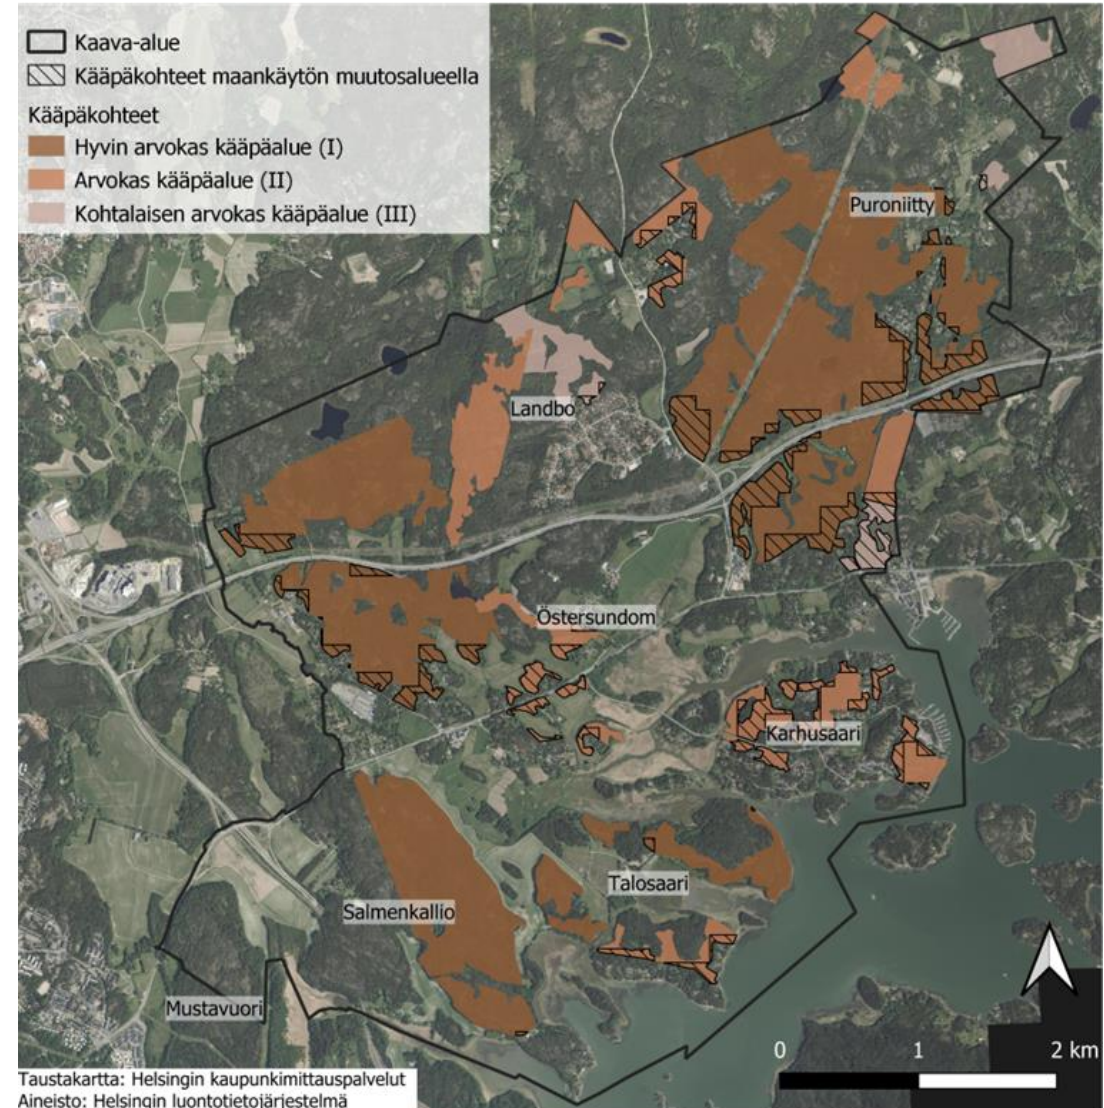 Kaava-alue
Kääpäkohteet maankäytön muutosalueella
Kääpäkohteet
Hyvin arvokas kääpäalue (I)
Arvokas kääpäalue (II)
Kohtalaisen arvokas kääpäalue (III)
Puroniitty
Landbo
Östersundom
Karhusaari
Talosaari
Salmenkallio
Mustavuori
0 1 2 km
Taustakartta: Helsingin kaupunkimittauspalvelut
Aineisto: Helsingin luontotietojärjestelmä